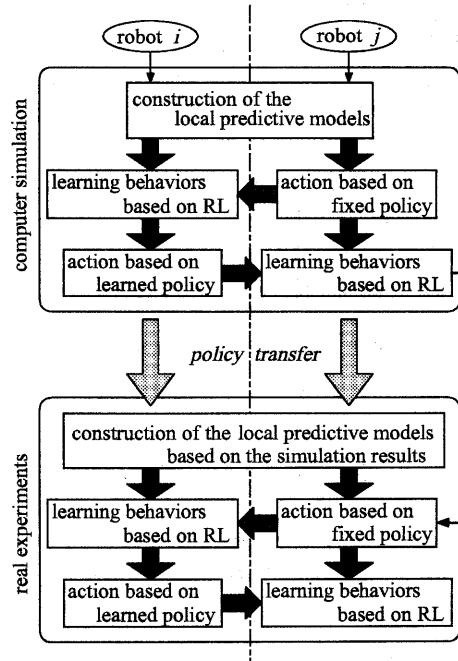 robot i
robot j
construction of the
local predictive models
learning behaviors
based on RL
action based on
fixed policy
action based on
learned policy
learning behaviors
based on RL
computer simulation
policy transfer
construction of the local predictive models
based on the simulation results
learning behaviors
based on RL
action based on
fixed policy
action based on
learned policy
learning behaviors
based on RL
real experiments